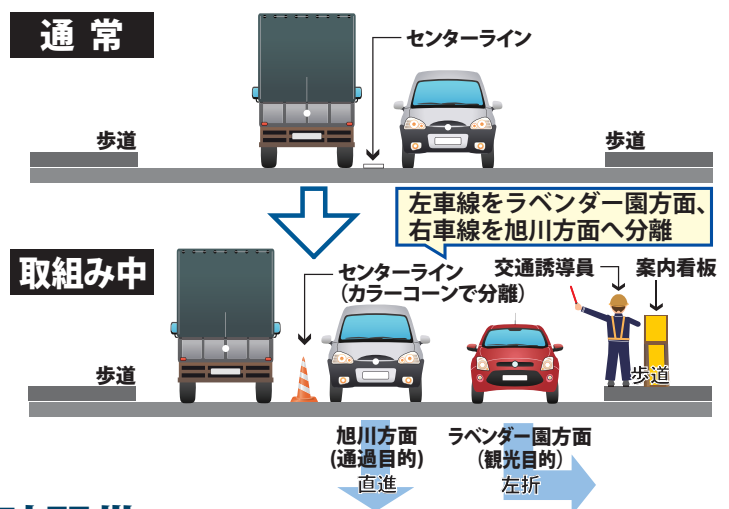 通常
センターライン
歩道
歩道
左車線をラベンダー園方面、
右車線を旭川方面へ分離
取組み中
センターライン
（カラーコーンで分離）
交通誘導員
案内看板
歩道
歩道
旭川方面
(通過目的)
直進
ラベンダー園方面
（観光目的）
左折